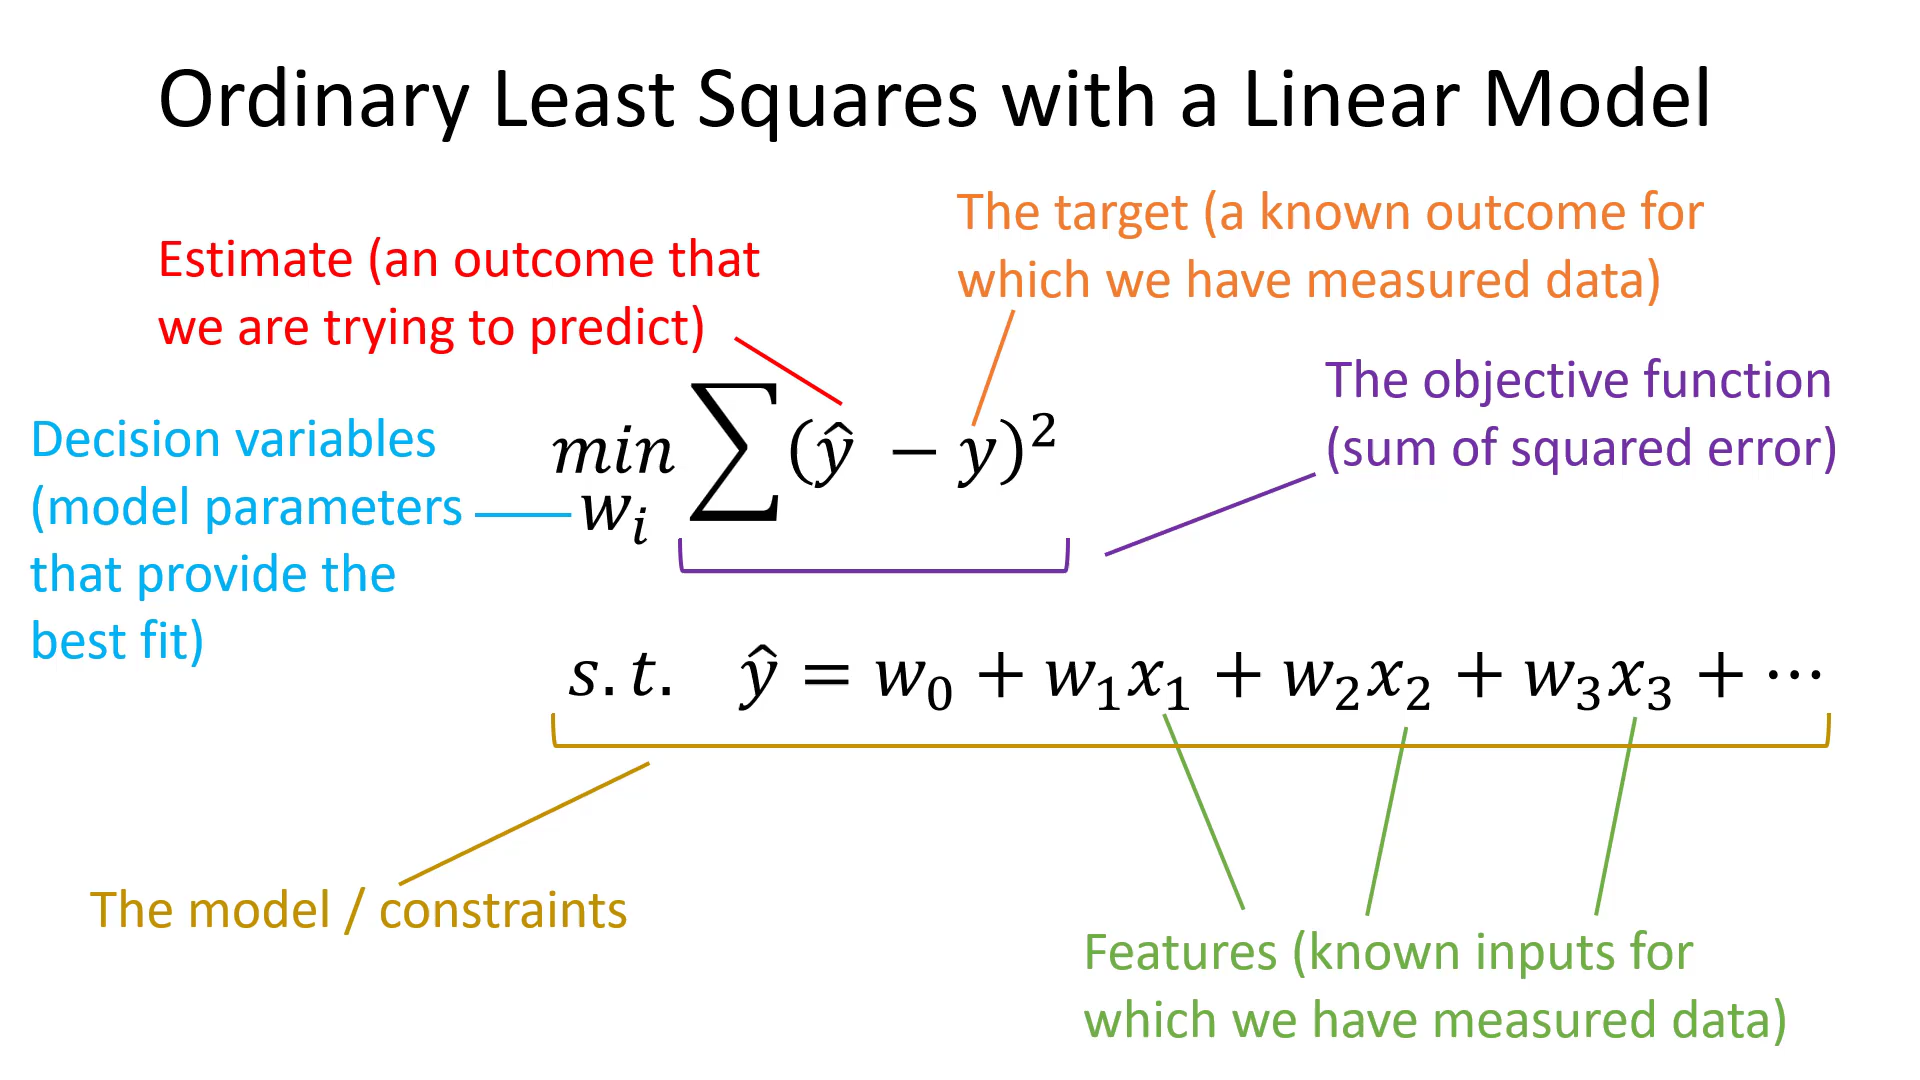 Ordinary Least Squares with a Linear Model
The target (a known outcome for
which we have measured data)
Estimate (an outcome that
we are trying to predict)
The objective function
(sum of squared error)
Decision variables
(model parameters
that provide the
best fit)
min ∑(ŷ − y)²
wᵢ
s.t. ŷ = w₀ + w₁x₁ + w₂x₂ + w₃x₃ + ⋯
The model / constraints
Features (known inputs for
which we have measured data)